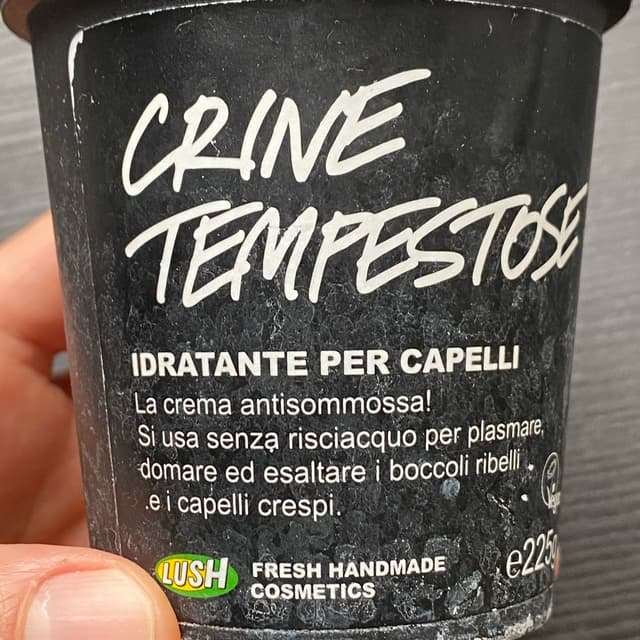 CRINE
TEMPESTOSE
IDRATANTE PER CAPELLI
La crema antisommossa!
Si usa senza risciacquo per plasmare,
domare ed esaltare i boccoli ribelli
e i capelli crespi.
LUSH FRESH HANDMADE
COSMETICS
e225g